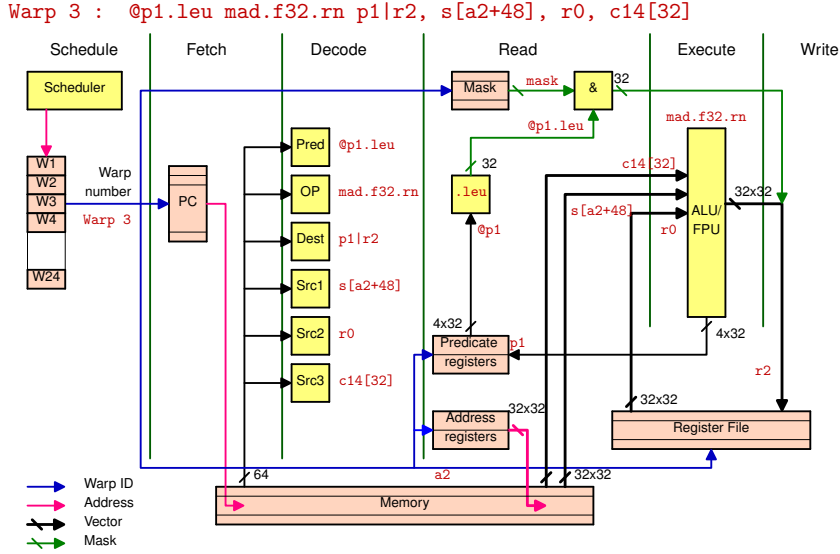 Warp 3 :  @p1.leu mad.f32.rn p1|r2, s[a2+48], r0, c14[32]
Schedule Fetch Decode Read Execute Write
Scheduler
Mask
mask
&
32
@p1.leu
mad.f32.rn
W1
W2
W3
W4
W24
Warp
number
Warp 3
PC
Pred @p1.leu
OP mad.f32.rn
Dest p1|r2
Src1 s[a2+48]
Src2 r0
Src3 c14[32]
32
.leu
@p1
c14[32]
s[a2+48]
r0
ALU/
FPU
32x32
4x32
4x32
Predicate
registers
p1
r2
Address
registers
32x32
32x32
Register File
a2
64
32x32
Memory
Warp ID
Address
Vector
Mask